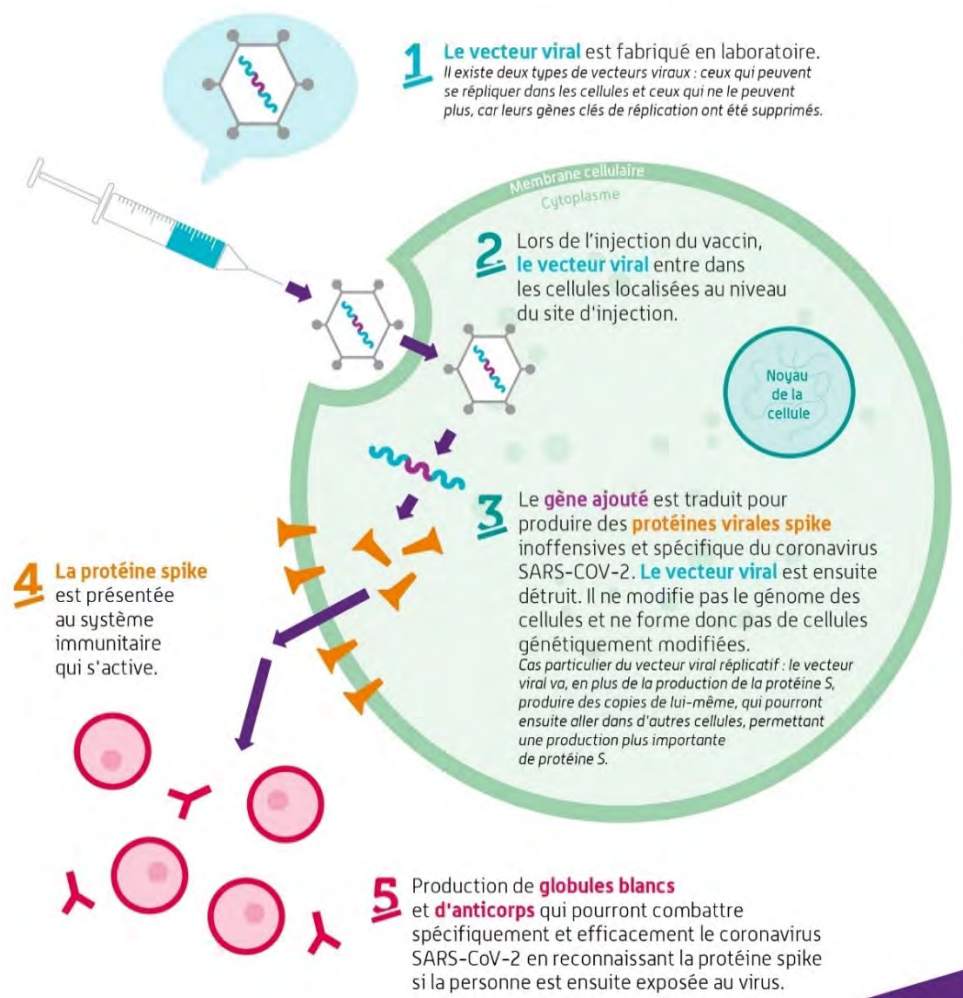 1 Le vecteur viral est fabriqué en laboratoire.
Il existe deux types de vecteurs viraux : ceux qui peuvent
se répliquer dans les cellules et ceux qui ne le peuvent
plus, car leurs gènes clés de réplication ont été supprimés.
Membrane cellulaire
Cytoplasme
2 Lors de l'injection du vaccin,
le vecteur viral entre dans
les cellules localisées au niveau
du site d'injection.
Noyau
de la
cellule
3 Le gène ajouté est traduit pour
produire des protéines virales spike
inoffensives et spécifique du coronavirus
SARS-COV-2. Le vecteur viral est ensuite
détruit. Il ne modifie pas le génome des
cellules et ne forme donc pas de cellules
génétiquement modifiées.
Cas particulier du vecteur viral réplicatif : le vecteur
viral va, en plus de la production de la protéine S,
produire des copies de lui-même, qui pourront
ensuite aller dans d'autres cellules, permettant
une production plus importante
de protéine S.
4 La protéine spike
est présentée
au système
immunitaire
qui s'active.
5 Production de globules blancs
et d'anticorps qui pourront combattre
spécifiquement et efficacement le coronavirus
SARS-CoV-2 en reconnaissant la protéine spike
si la personne est ensuite exposée au virus.